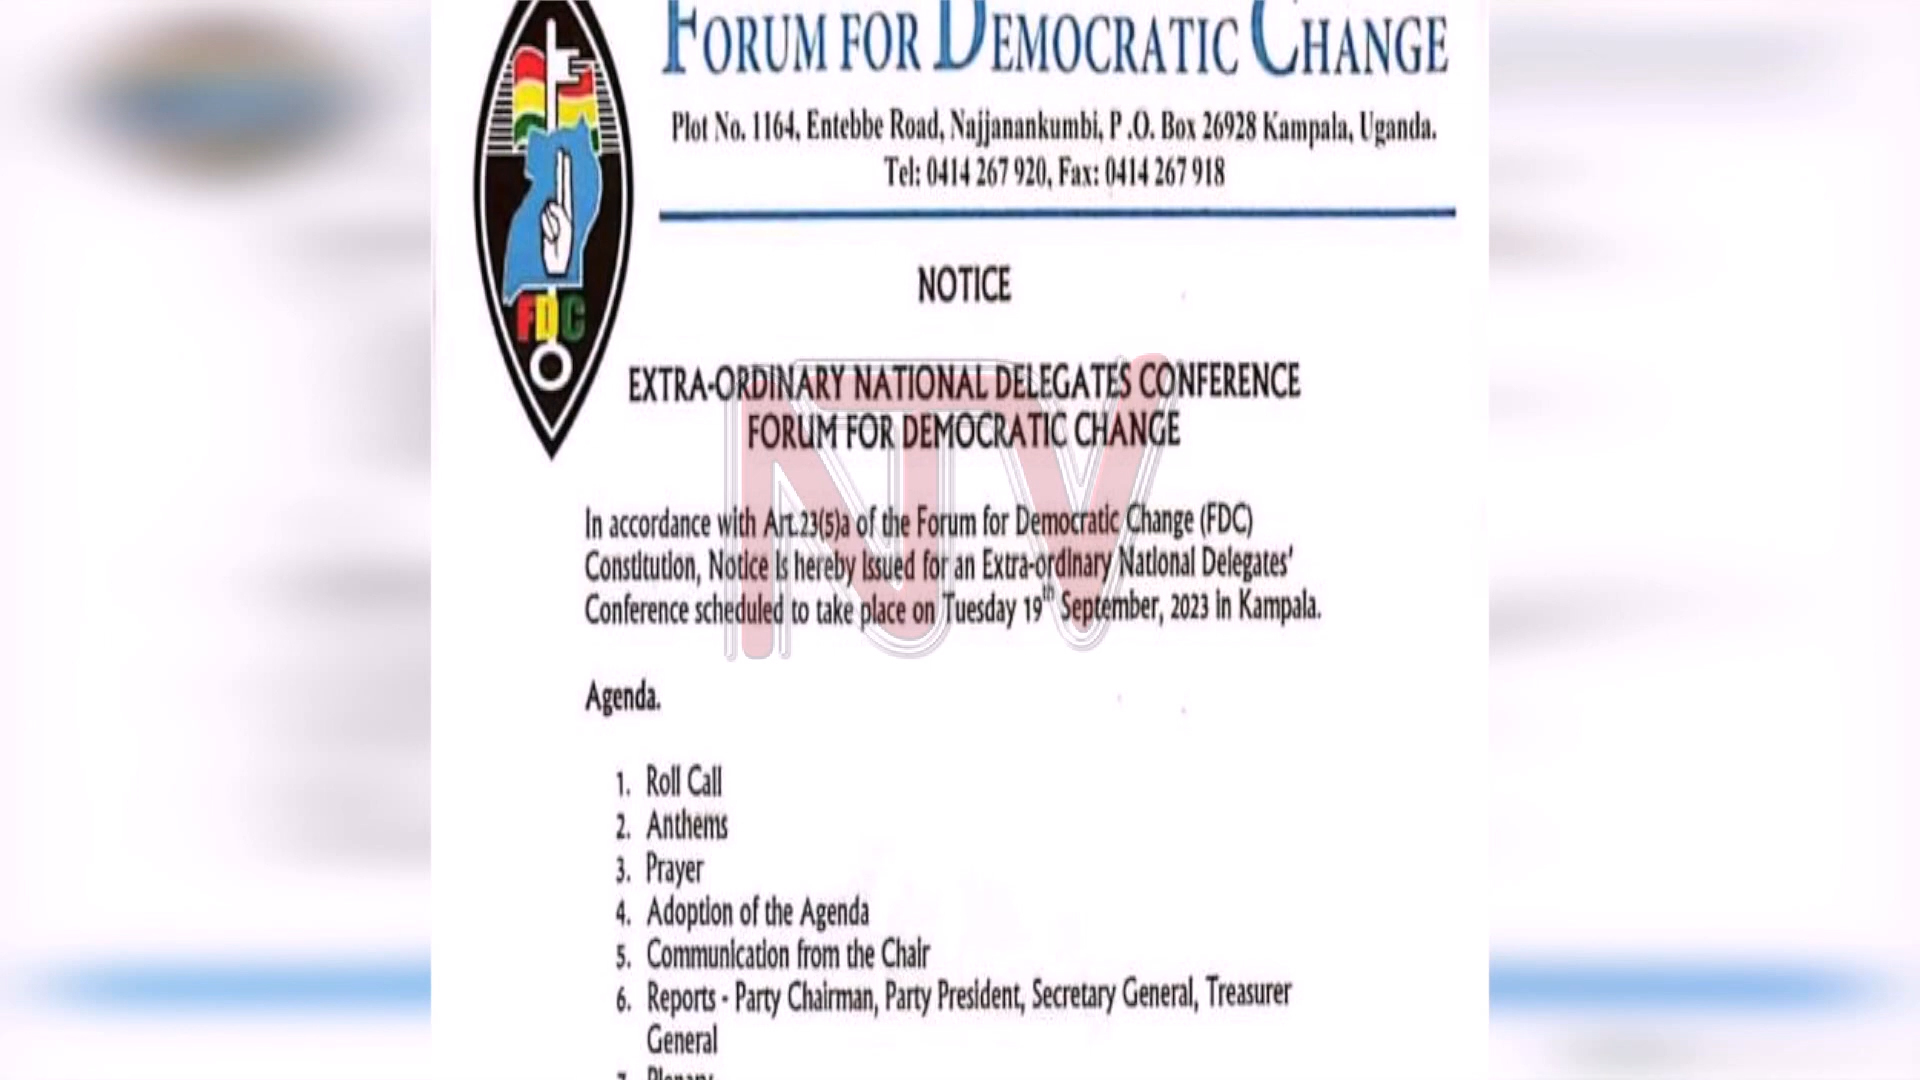 FORUM FOR DEMOCRATIC CHANGE
Plot No. 1164, Entebbe Road, Najjanankumbi, P .O. Box 26928 Kampala, Uganda.
Tel: 0414 267 920, Fax: 0414 267 918
FDC
NOTICE
EXTRA-ORDINARY NATIONAL DELEGATES CONFERENCE
FORUM FOR DEMOCRATIC CHANGE
NTV
In accordance with Art.23(5)a of the Forum for Democratic Change (FDC)
Constitution, Notice is hereby issued for an Extra-ordinary National Delegates'
Conference scheduled to take place on Tuesday 19th September, 2023 in Kampala.
Agenda.
1. Roll Call
2. Anthems
3. Prayer
4. Adoption of the Agenda
5. Communication from the Chair
6. Reports - Party Chairman, Party President, Secretary General, Treasurer
General
7. Plenary